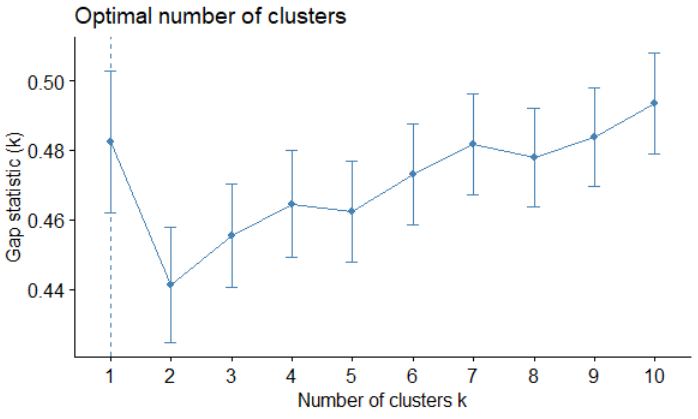 Optimal number of clusters
Gap statistic (k)
0.50
0.48
0.46
0.44
1 2 3 4 5 6 7 8 9 10
Number of clusters k